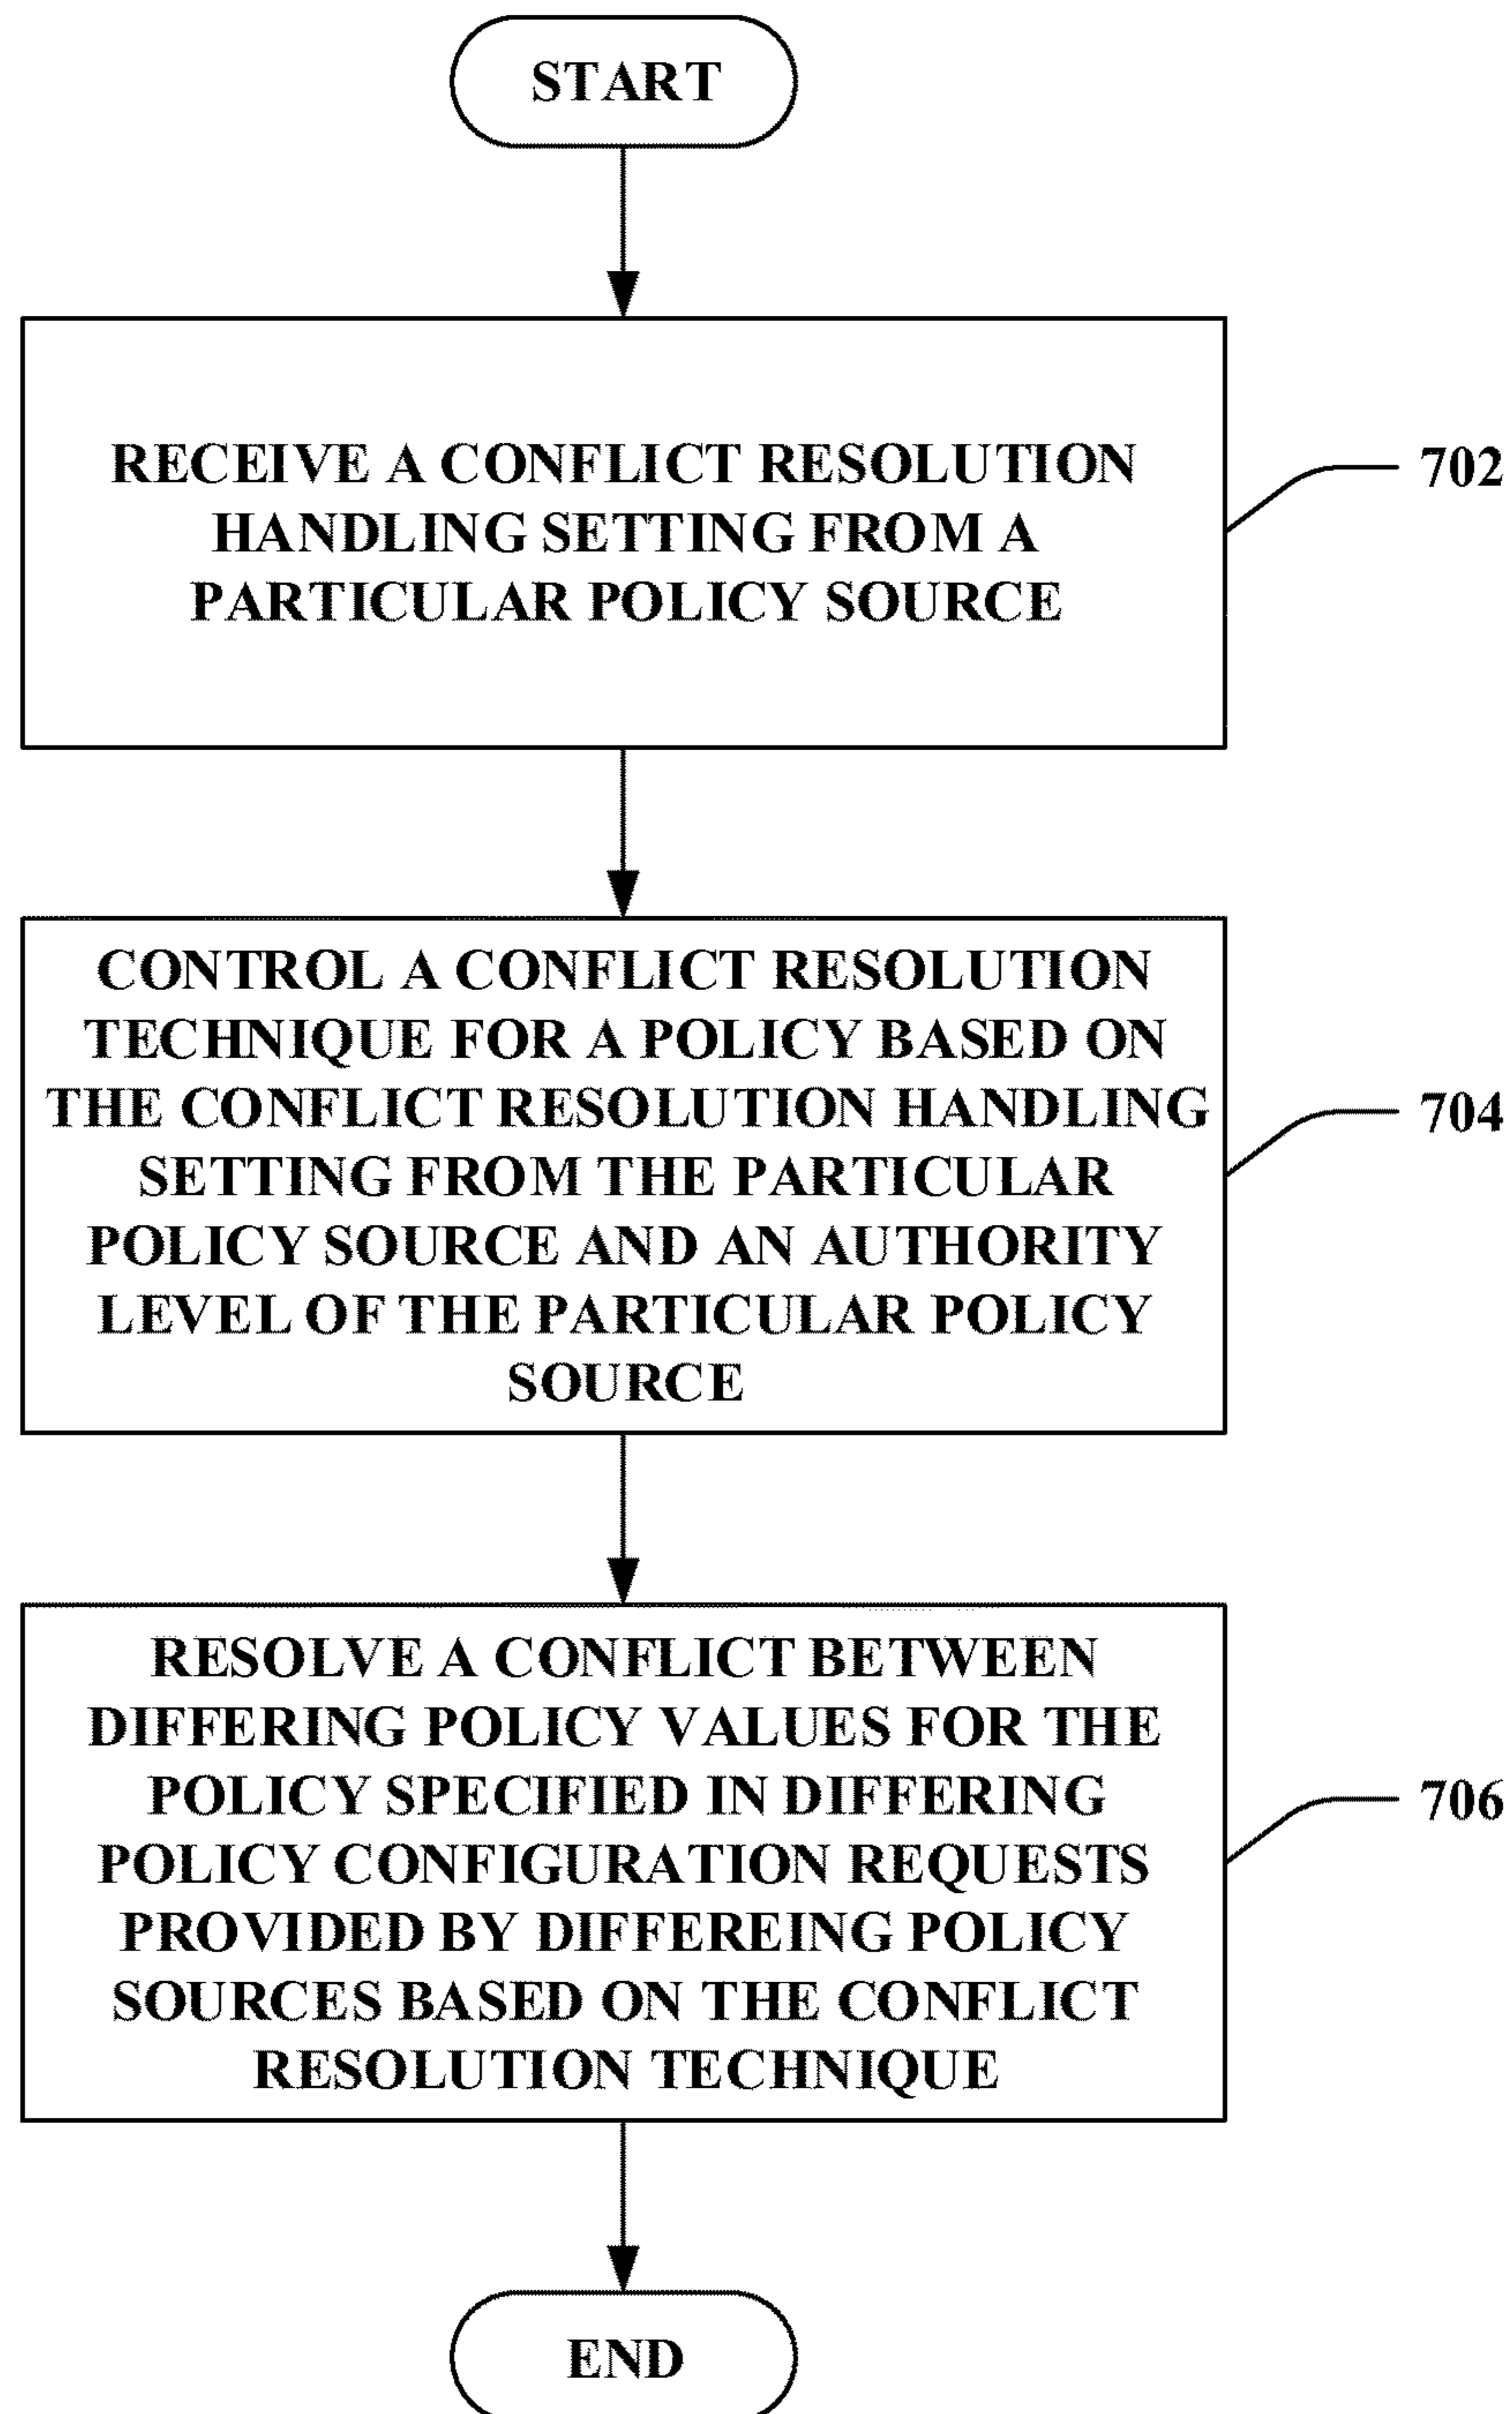 START
RECEIVE A CONFLICT RESOLUTION
HANDLING SETTING FROM A
PARTICULAR POLICY SOURCE
702
CONTROL A CONFLICT RESOLUTION
TECHNIQUE FOR A POLICY BASED ON
THE CONFLICT RESOLUTION HANDLING
SETTING FROM THE PARTICULAR
POLICY SOURCE AND AN AUTHORITY
LEVEL OF THE PARTICULAR POLICY
SOURCE
704
RESOLVE A CONFLICT BETWEEN
DIFFERING POLICY VALUES FOR THE
POLICY SPECIFIED IN DIFFERING
POLICY CONFIGURATION REQUESTS
PROVIDED BY DIFFEREING POLICY
SOURCES BASED ON THE CONFLICT
RESOLUTION TECHNIQUE
706
END